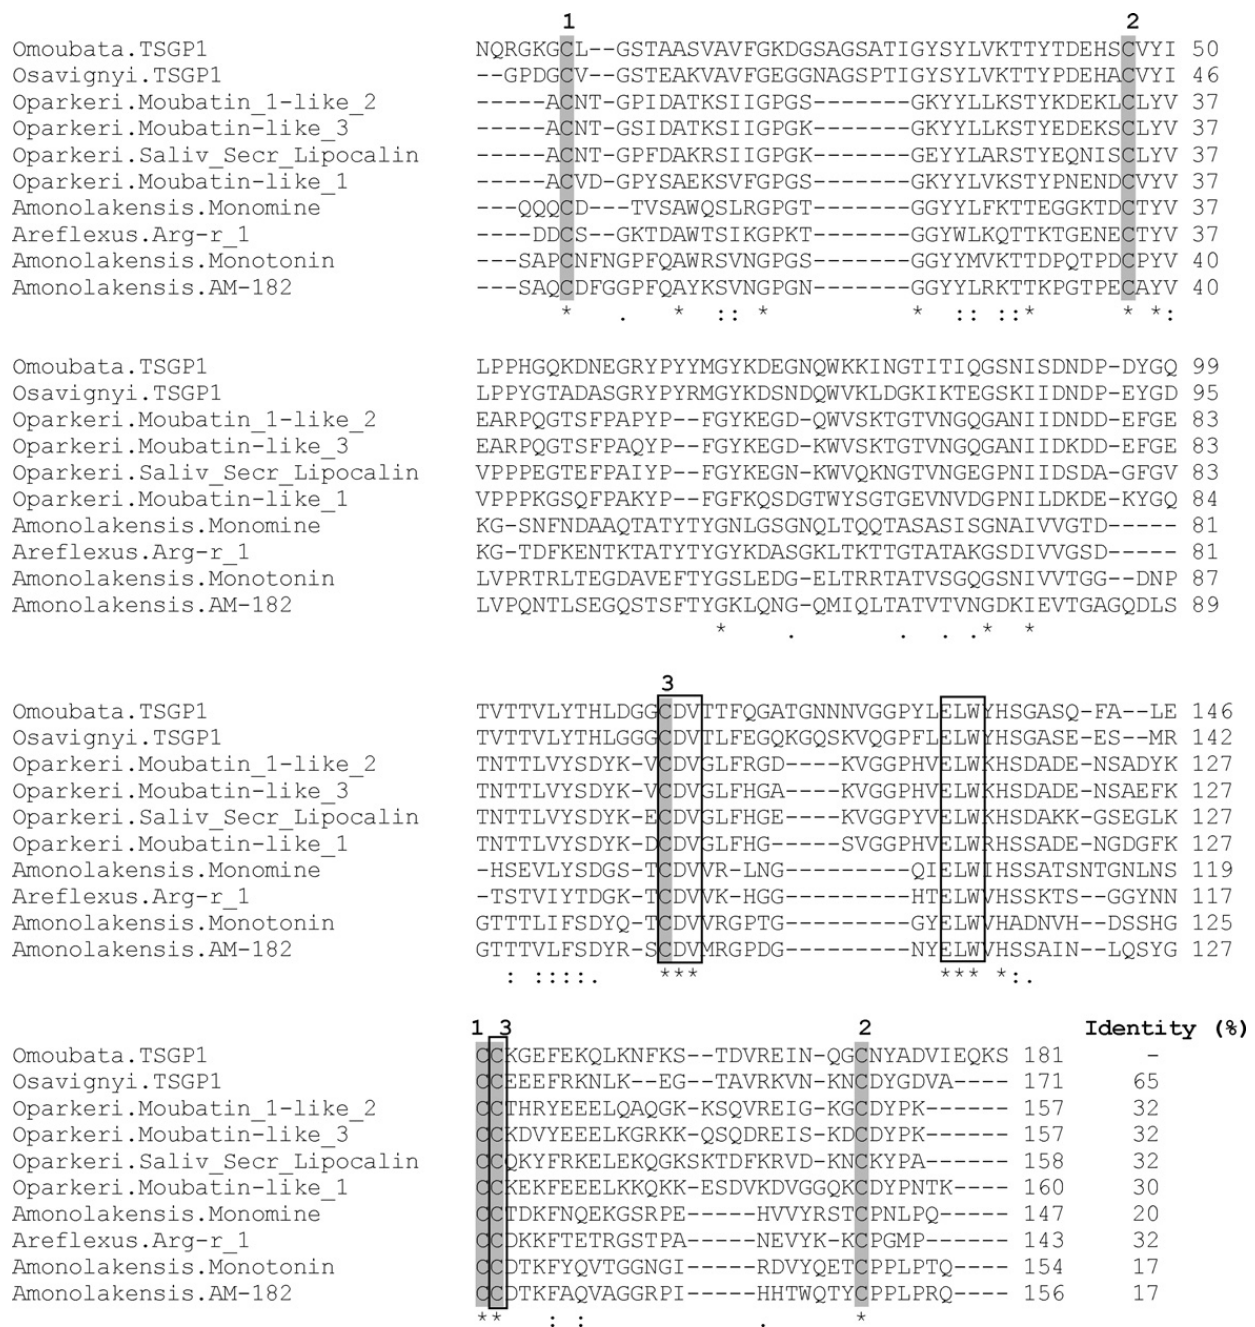 1 2
Omoubata.TSGP1 NQRGKGCL--GSTAASVAVFGKDGSAGSATIGYSYLVKTTYTDEHSCVYI 50
Osavignyi.TSGP1 --GPDGCV--GSTEAKVAVFGEGGNAGSPTIGYSYLVKTTYPDEHACVYI 46
Oparkeri.Moubatin_1-like_2 -----ACNT-GPIDATKSIIGPGS-------GKYYLLKSTYKDEKLCLYV 37
Oparkeri.Moubatin-like_3 -----ACNT-GSIDATKSIIGPGK-------GKYYLLKSTYEDEKSCLYV 37
Oparkeri.Saliv_Secr_Lipocalin -----ACNT-GPFDAKRSIIGPGK-------GEYYLARSTYEQNISCLYV 37
Oparkeri.Moubatin-like_1 -----ACVD-GPYSAEKSVFGPGS-------GKYYLVKSTYPNENDCVYV 37
Amonolakensis.Monomine ---QQQCD---TVSAWQSLRGPGT-------GGYYLFKTTEGGKTDCTYV 37
Areflexus.Arg-r_1 ----DDCS--GKTDAWTSIKGPKT-------GGYWLKQTTKTGENECTYV 37
Amonolakensis.Monotonin ---SAPCNFNGPFQAWRSVNGPGS-------GGYYMVKTTDPQTPDCPYV 40
Amonolakensis.AM-182 ---SAQCDFGGPFQAYKSVNGPGN-------GGYYLRKTTKPGTPECAYV 40
* . * :: * * :: ::* * *:
Omoubata.TSGP1 LPPHGQKDNEGRYPYYMGYKDEGNQWKKINGTITIQGSNISDNDP-DYGQ 99
Osavignyi.TSGP1 LPPYGTADASGRYPYRMGYKDSNDQWVKLDGKIKTEGSKIIDNDP-EYGD 95
Oparkeri.Moubatin_1-like_2 EARPQGTSFPAPYP--FGYKEGD-QWVSKTGTVNGQGANIIDNDD-EFGE 83
Oparkeri.Moubatin-like_3 EARPQGTSFPAQYP--FGYKEGD-KWVSKTGTVNGQGANIIDKDD-EFGE 83
Oparkeri.Saliv_Secr_Lipocalin VPPPEGTEFPAIYP--FGYKEGN-KWVQKNGTVNGEGPNIIDSDA-GFGV 83
Oparkeri.Moubatin-like_1 VPPPKGSQFPAKYP--FGFKQSDGTWYSGTGEVNVDGPNILDKDE-KYGQ 84
Amonolakensis.Monomine KG-SNFNDAAQTATYTYGNLGSGNQLTQQTASASISGNAIVVGTD----- 81
Areflexus.Arg-r_1 KG-TDFKENTKTATYTYGYKDASGKLTKTTGTATAKGSDIVVGSD----- 81
Amonolakensis.Monotonin LVPRTRLTEGDAVEFTYGSLEDG-ELTRRTATVSGQGSNIVVTGG--DNP 87
Amonolakensis.AM-182 LVPQNTLSEGQSTSFTYGKLQNG-QMIQLTATVTVNGDKIEVTGAGQDLS 89
* . . . .* *
3
Omoubata.TSGP1 TVTTVLYTHLDGGCDVTTFQGATGNNNVGGPYLELWYHSGASQ-FA--LE 146
Osavignyi.TSGP1 TVTTVLYTHLGGGCDVTLFEGQKGQSKVQGPFLELWYHSGASE-ES--MR 142
Oparkeri.Moubatin_1-like_2 TNTTLVYSDYK-VCDVGLFRGD----KVGGPHVELWKHSDADE-NSADYK 127
Oparkeri.Moubatin-like_3 TNTTLVYSDYK-VCDVGLFHGA----KVGGPHVELWKHSDADE-NSAEFK 127
Oparkeri.Saliv_Secr_Lipocalin TNTTLVYSDYK-ECDVGLFHGE----KVGGPYVELWKHSDAKK-GSEGLK 127
Oparkeri.Moubatin-like_1 TNTTLVYSDYK-DCDVGLFHG-----SVGGPHVELWRHSSADE-NGDGFK 127
Amonolakensis.Monomine -HSEVLYSDGS-TCDVVR-LNG---------QIELWIHSSATSNTGNLNS 119
Areflexus.Arg-r_1 -TSTVIYTDGK-TCDVVK-HGG---------HTELWVHSSKTS--GGYNN 117
Amonolakensis.Monotonin GTTTLIFSDYQ-TCDVVRGPTG---------GYELWVHADNVH--DSSHG 125
Amonolakensis.AM-182 GTTTVLFSDYR-SCDVMRGPDG---------NYELWVHSSAIN--LQSYG 127
: ::::. *** *** *:.
1 3 2 Identity (%)
Omoubata.TSGP1 CCKGEFEKQLKNFKS--TDVREIN-QGCNYADVIEQKS 181 -
Osavignyi.TSGP1 CCEEEFRKNLK--EG--TAVRKVN-KNCDYGDVA---- 171 65
Oparkeri.Moubatin_1-like_2 CCTHRYEEELQAQGK-KSQVREIG-KGCDYPK------ 157 32
Oparkeri.Moubatin-like_3 CCKDVYEEELKGRKK-QSQDREIS-KDCDYPK------ 157 32
Oparkeri.Saliv_Secr_Lipocalin CCQKYFRKELEKQGKSKTDFKRVD-KNCKYPA------ 158 32
Oparkeri.Moubatin-like_1 CCKEKFEEELKKQKK-ESDVKDVGGQKCDYPNTK---- 160 30
Amonolakensis.Monomine CCTDKFNQEKGSRPE-----HVVYRSTCPNLPQ----- 147 20
Areflexus.Arg-r_1 CCDKKFTETRGSTPA-----NEVYK-KCPGMP------ 143 32
Amonolakensis.Monotonin CCDTKFYQVTGGNGI-----RDVYQETCPPLPTQ---- 154 17
Amonolakensis.AM-182 CCDTKFAQVAGGRPI-----HHTWQTYCPPLPRQ---- 156 17
** : : . *